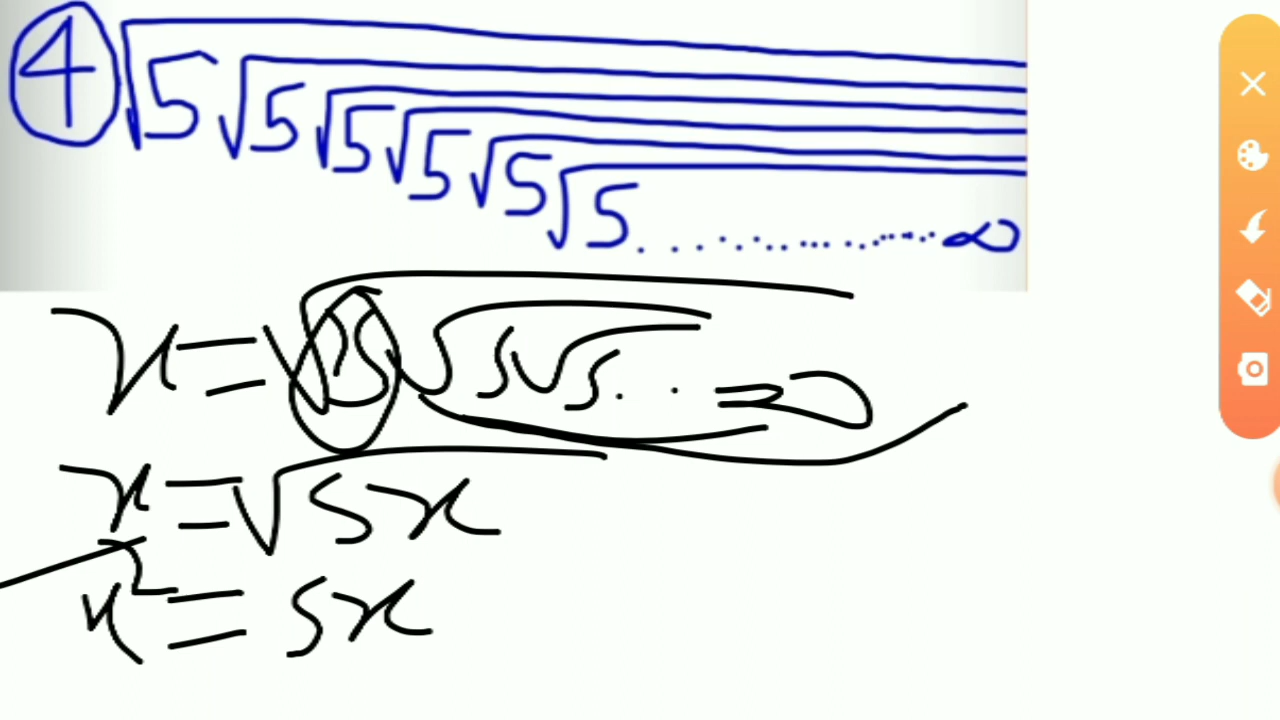 ④ √5√5√5√5√5√5 ............ ∞
x = √5√5√5.. = ∞
x = √5x
x² = 5x